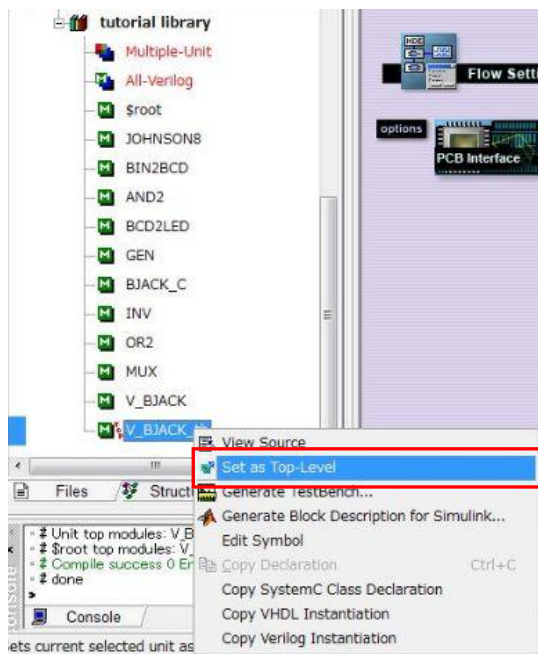 tutorial library
Multiple-Unit
All-Verilog
$root
JOHNSON8
BIN2BCD
AND2
BCD2LED
GEN
BJACK_C
INV
OR2
MUX
V_BJACK
V_BJACK_
Flow Setti
options
PCB Interface
View Source
Set as Top-Level
Generate TestBench...
Generate Block Description for Simulink...
Edit Symbol
Copy Declaration Ctrl+C
Copy SystemC Class Declaration
Copy VHDL Instantiation
Copy Verilog Instantiation
Files
Struct
# Unit top modules: V_B
# $root top modules: V_
# Compile success 0 Er
# done
>
Console
ets current selected unit as